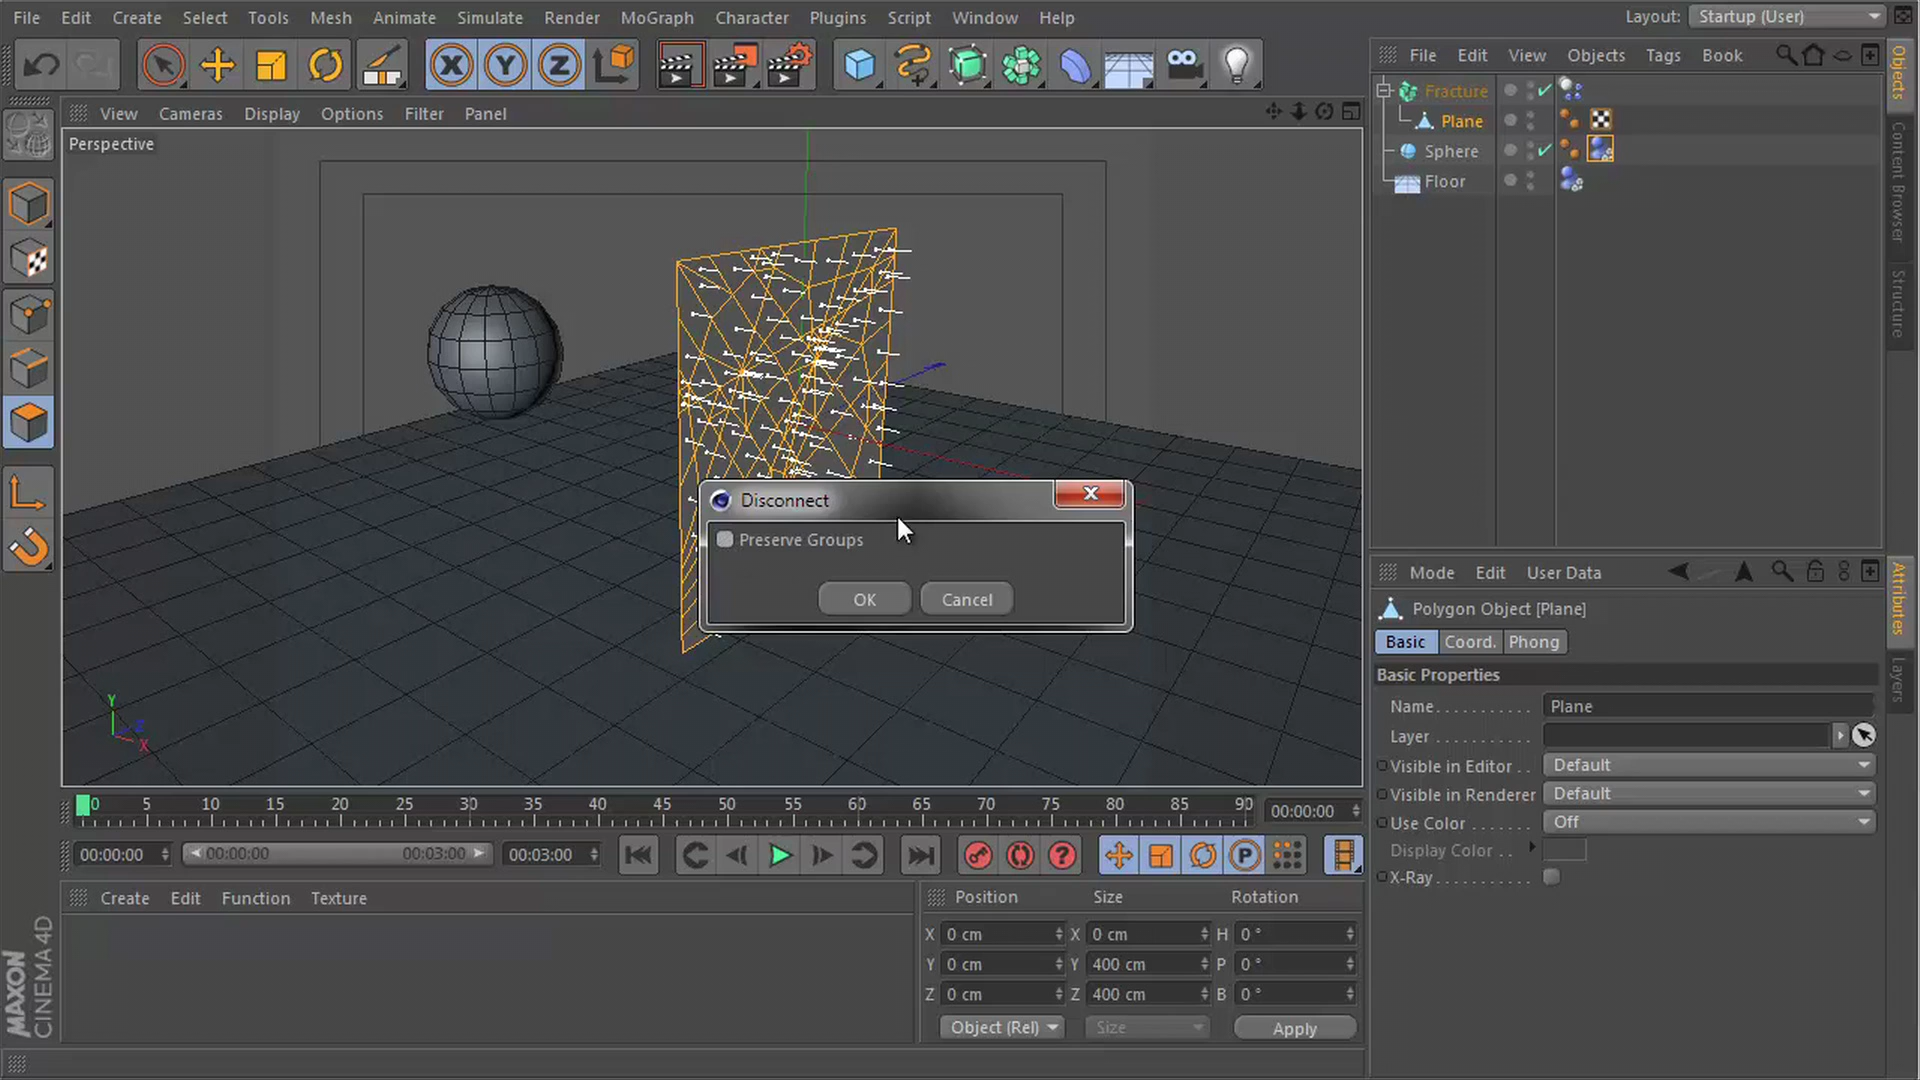 File Edit Create Select Tools Mesh Animate Simulate Render MoGraph Character Plugins Script Window Help Layout: Startup (User)
X Y Z
File Edit View Objects Tags Book
Fracture
Plane
Sphere
Floor
Objects
Content Browser
Structure
View Cameras Display Options Filter Panel
Perspective
Disconnect
Preserve Groups
OK Cancel
Y
Z
X
Mode Edit User Data
Polygon Object [Plane]
Basic Coord. Phong
Basic Properties
Name Plane
Layer
Visible in Editor Default
Visible in Renderer Default
Use Color Off
Display Color
X-Ray
Attributes
Layers
0 5 10 15 20 25 30 35 40 45 50 55 60 65 70 75 80 85 90 00:00:00
00:00:00 00:00:00 00:03:00 00:03:00
P
Create Edit Function Texture
Position Size Rotation
X 0 cm X 0 cm H 0 °
Y 0 cm Y 400 cm P 0 °
Z 0 cm Z 400 cm B 0 °
Object (Rel) Size Apply
MAXON
CINEMA 4D